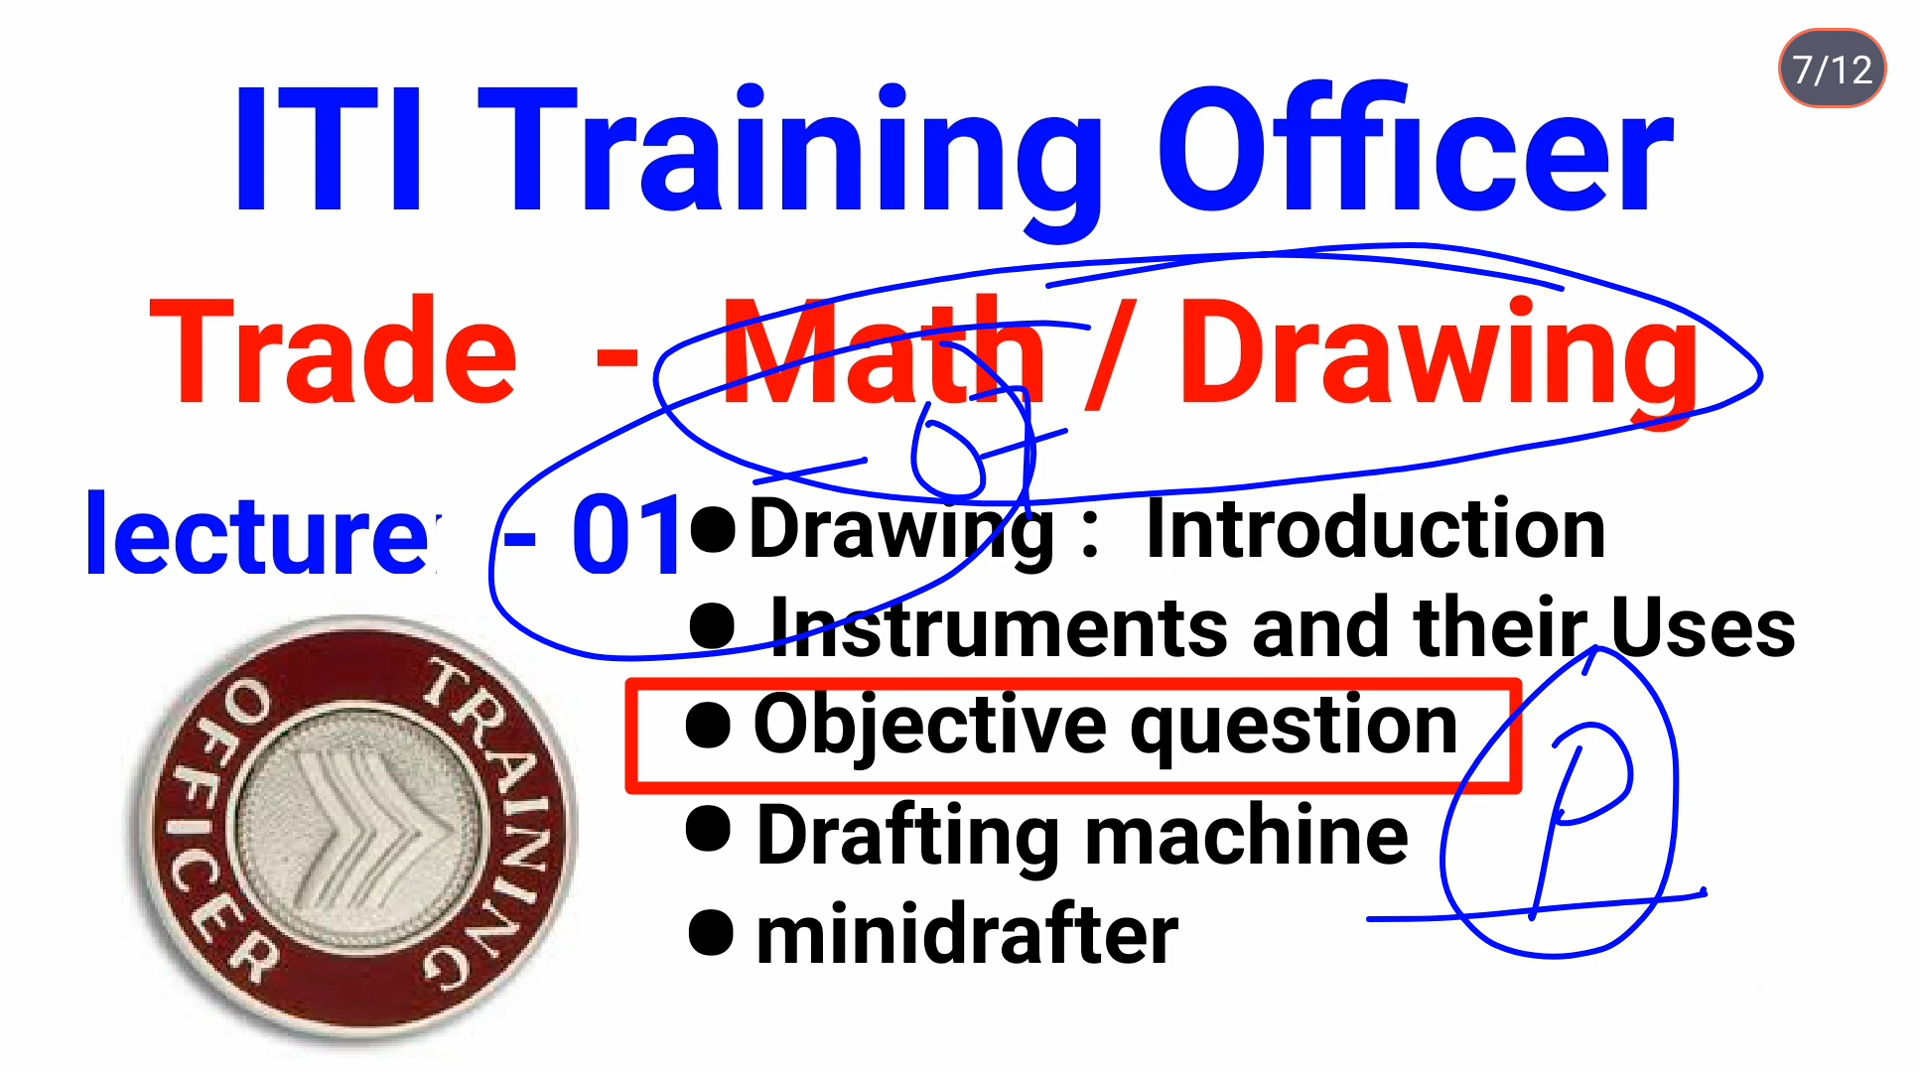 7/12
ITI Training Officer
Trade - Math / Drawing
lecture - 01
● Drawing : Introduction
● Instruments and their Uses
● Objective question
● Drafting machine
● minidrafter
TRAINING
OFFICER
01
P